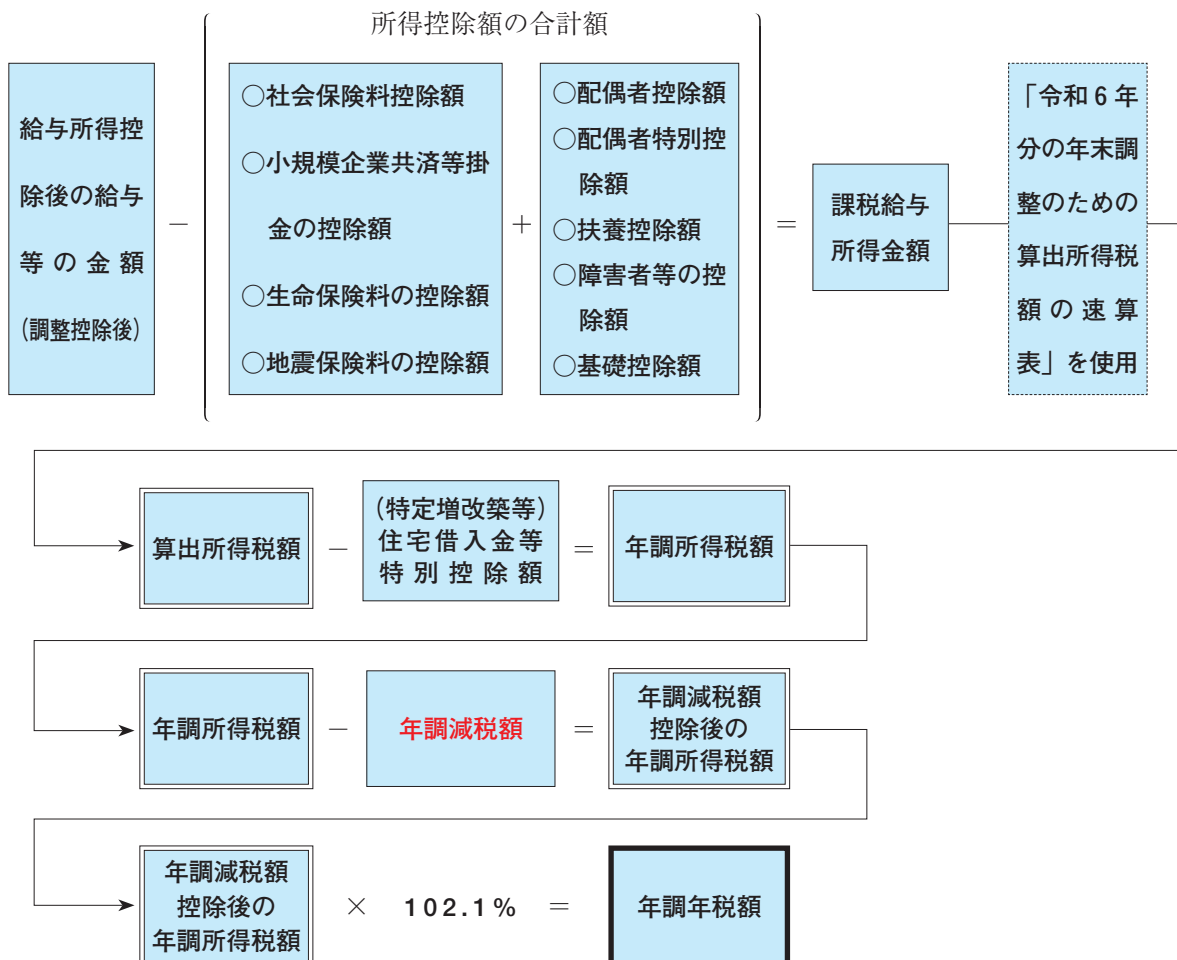 所得控除額の合計額
給与所得控
除後の給与
等の金額
(調整控除後)
−
○社会保険料控除額
○小規模企業共済等掛
金の控除額
○生命保険料の控除額
○地震保険料の控除額
+
○配偶者控除額
○配偶者特別控
除額
○扶養控除額
○障害者等の控
除額
○基礎控除額
=
課税給与
所得金額
「令和6年
分の年末調
整のための
算出所得税
額の速算
表」を使用
算出所得税額
−
(特定増改築等)
住宅借入金等
特別控除額
=
年調所得税額
年調所得税額
−
年調減税額
=
年調減税額
控除後の
年調所得税額
年調減税額
控除後の
年調所得税額
×
102.1%
=
年調年税額